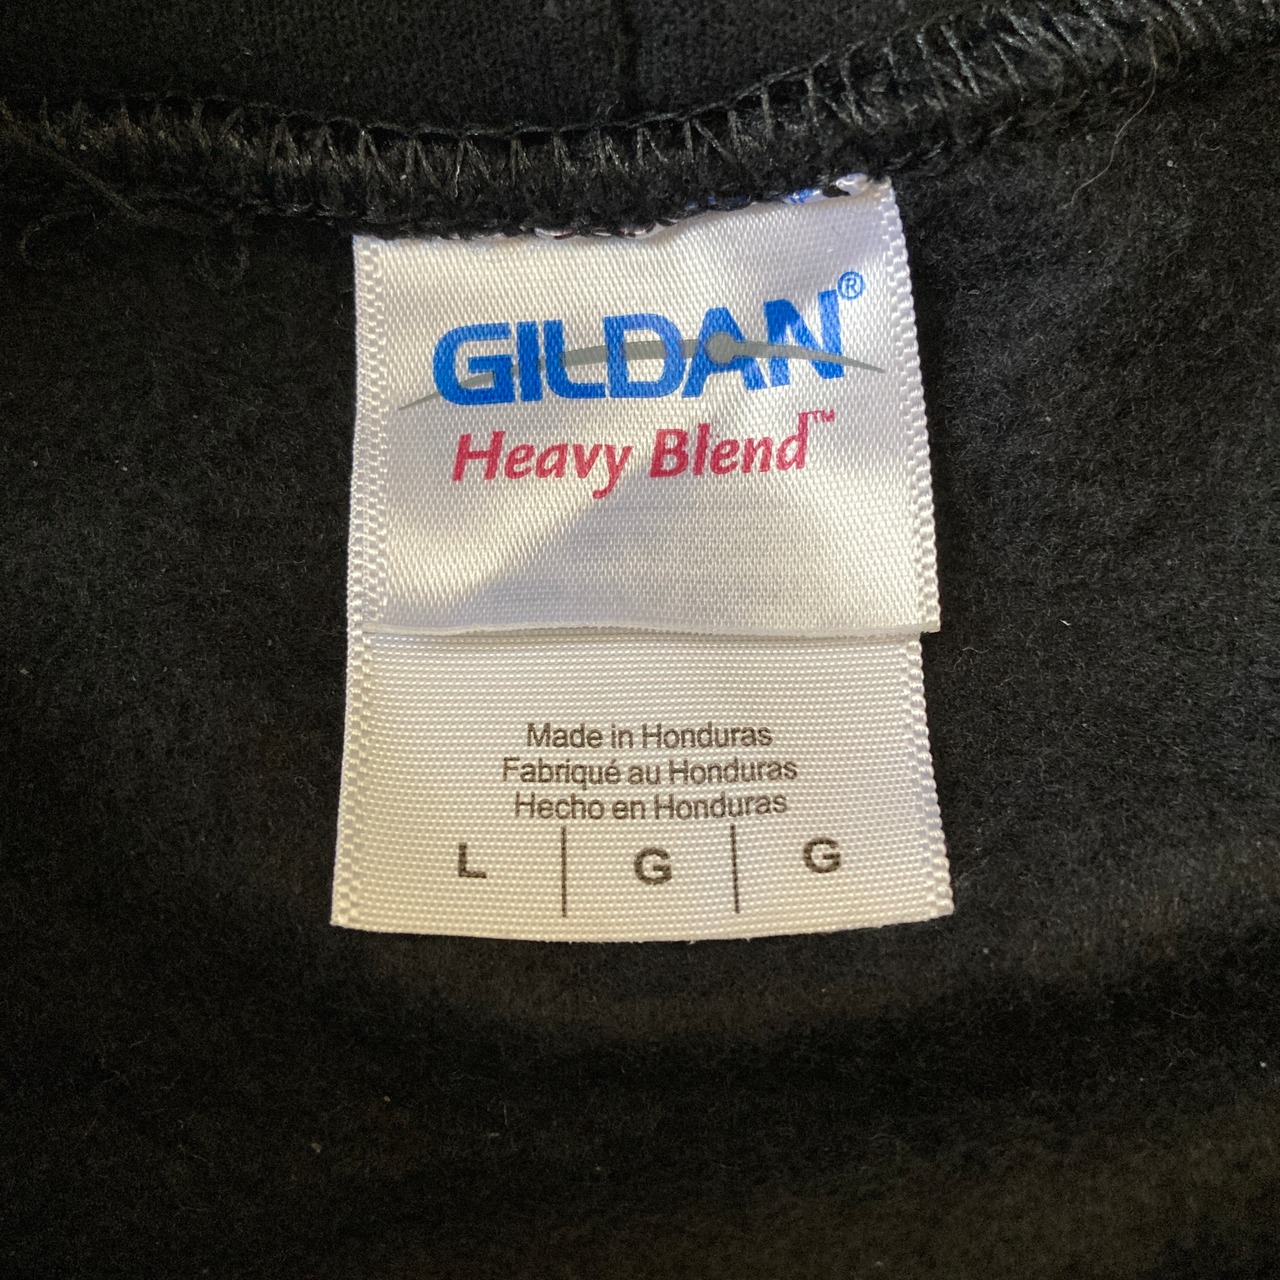 GILDAN®
Heavy Blend™
Made in Honduras
Fabriqué au Honduras
Hecho en Honduras
L | G | G